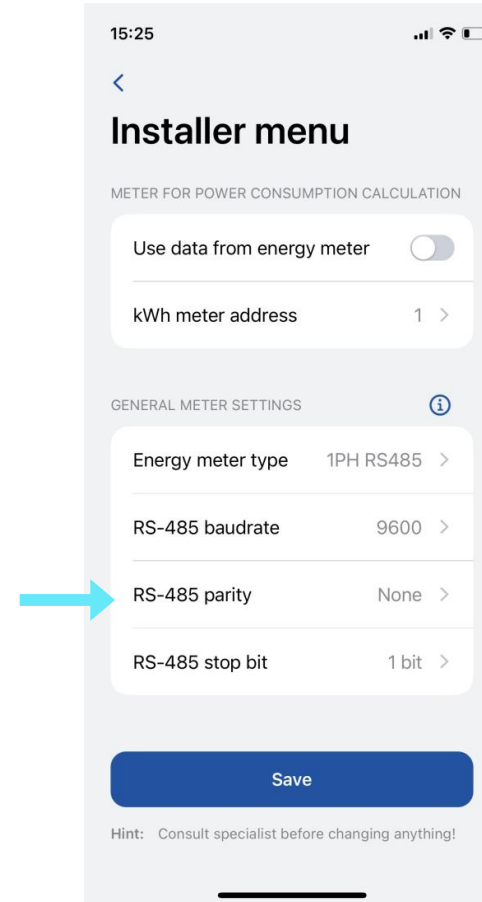 15:25
Installer menu
METER FOR POWER CONSUMPTION CALCULATION
Use data from energy meter
kWh meter address 1
GENERAL METER SETTINGS
Energy meter type 1PH RS485
RS-485 baudrate 9600
RS-485 parity None
RS-485 stop bit 1 bit
Save
Hint: Consult specialist before changing anything!